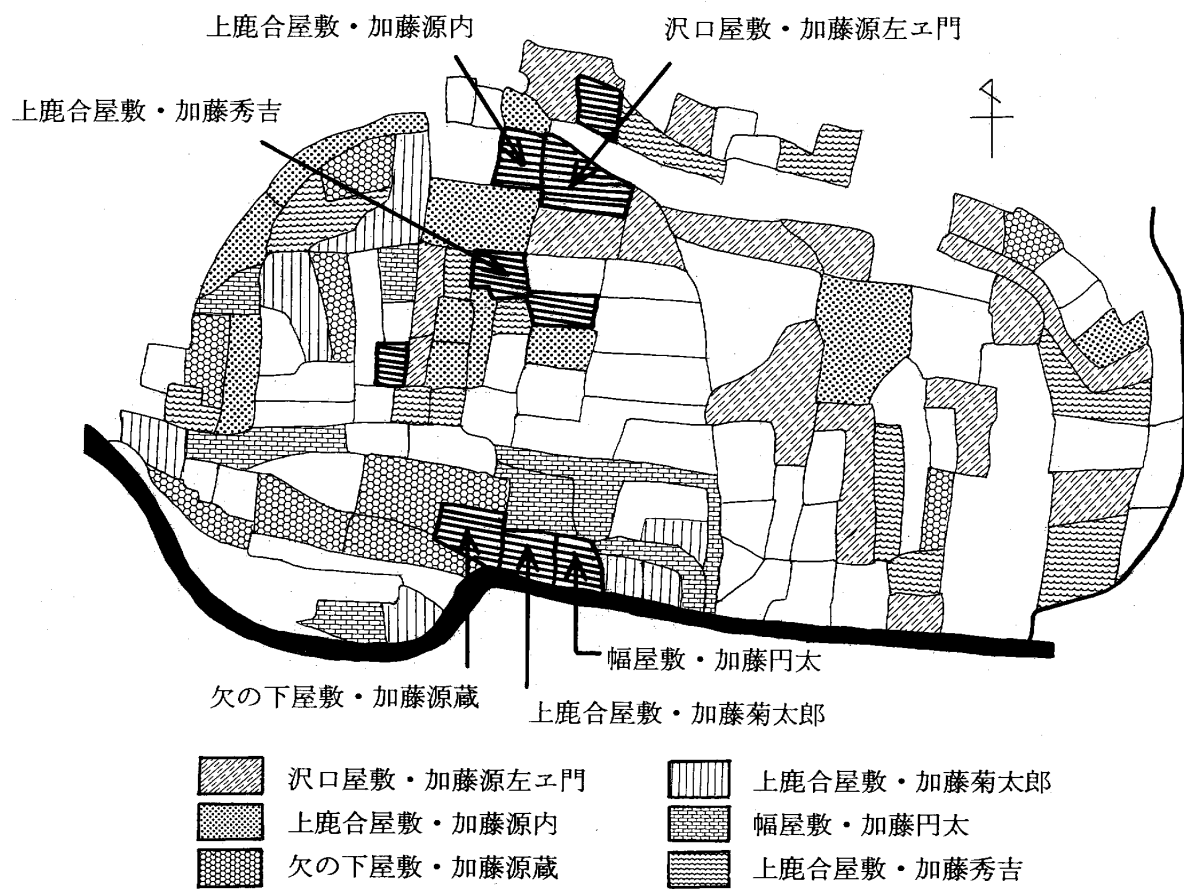 上鹿合屋敷・加藤源内
沢口屋敷・加藤源左ヱ門
上鹿合屋敷・加藤秀吉
幅屋敷・加藤円太
欠の下屋敷・加藤源蔵
上鹿合屋敷・加藤菊太郎
沢口屋敷・加藤源左ヱ門
上鹿合屋敷・加藤菊太郎
上鹿合屋敷・加藤源内
幅屋敷・加藤円太
欠の下屋敷・加藤源蔵
上鹿合屋敷・加藤秀吉